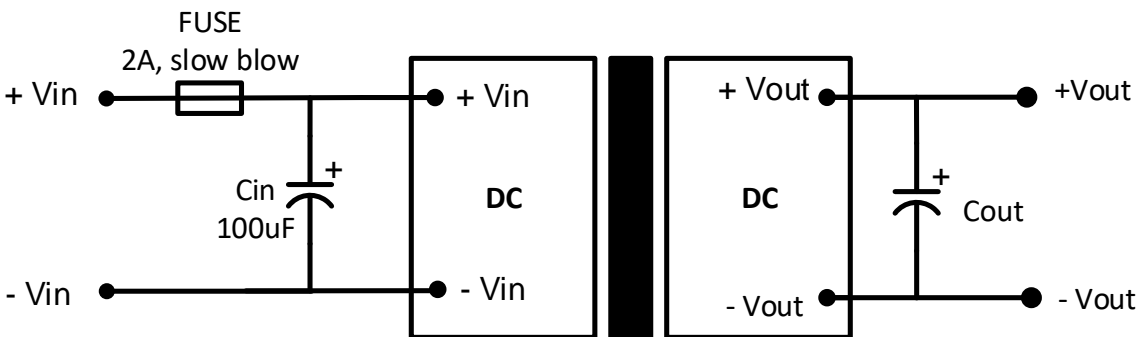 FUSE
2A, slow blow
+ Vin
+ Vin
+ Vout
+Vout
Cin
+
100uF
DC
DC
+
Cout
- Vin
- Vin
- Vout
- Vout